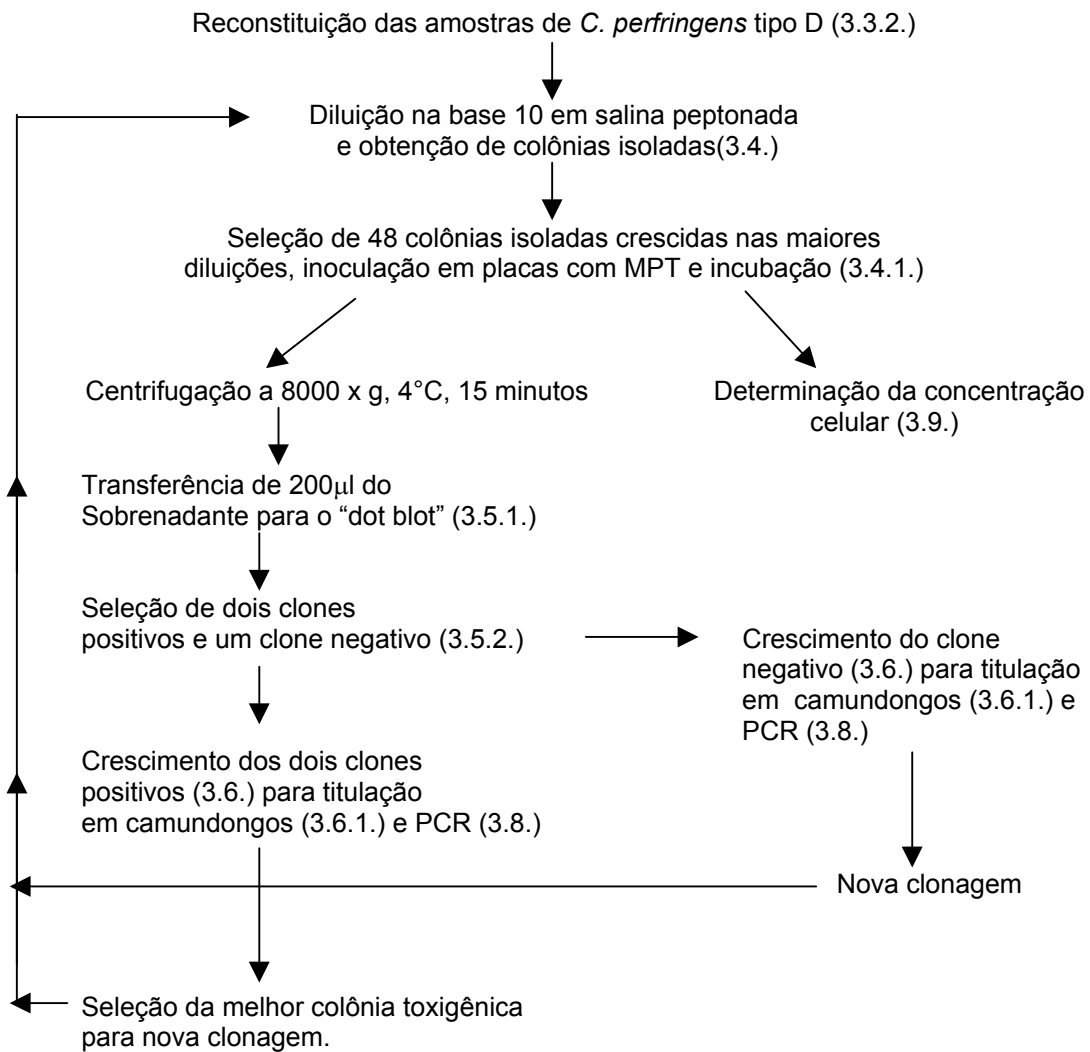 Reconstituição das amostras de C. perfringens tipo D (3.3.2.)
Diluição na base 10 em salina peptonada
e obtenção de colônias isoladas(3.4.)
Seleção de 48 colônias isoladas crescidas nas maiores
diluições, inoculação em placas com MPT e incubação (3.4.1.)
Centrifugação a 8000 x g, 4°C, 15 minutos
Determinação da concentração
celular (3.9.)
Transferência de 200μl do
Sobrenadante para o “dot blot” (3.5.1.)
Seleção de dois clones
positivos e um clone negativo (3.5.2.)
Crescimento do clone
negativo (3.6.) para titulação
em camundongos (3.6.1.) e
PCR (3.8.)
Crescimento dos dois clones
positivos (3.6.) para titulação
em camundongos (3.6.1.) e PCR (3.8.)
Nova clonagem
Seleção da melhor colônia toxigênica
para nova clonagem.